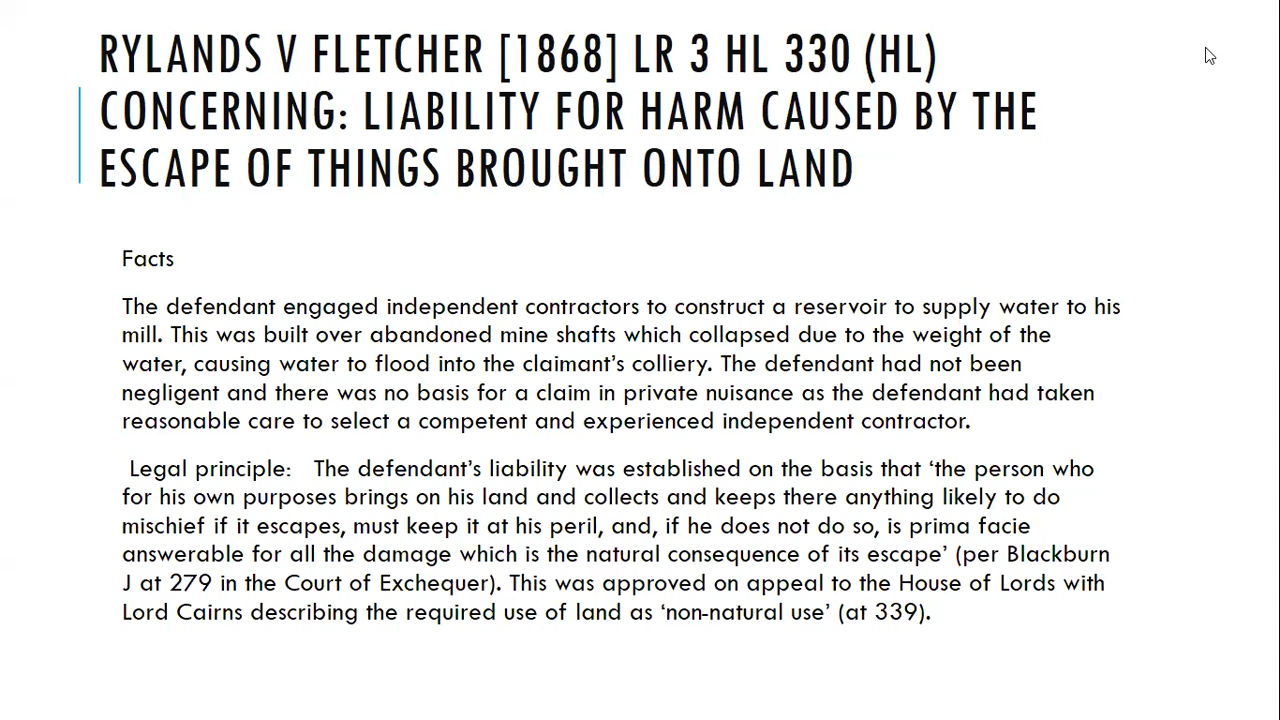 RYLANDS V FLETCHER [1868] LR 3 HL 330 (HL)
CONCERNING: LIABILITY FOR HARM CAUSED BY THE
ESCAPE OF THINGS BROUGHT ONTO LAND
Facts
The defendant engaged independent contractors to construct a reservoir to supply water to his
mill. This was built over abandoned mine shafts which collapsed due to the weight of the
water, causing water to flood into the claimant’s colliery. The defendant had not been
negligent and there was no basis for a claim in private nuisance as the defendant had taken
reasonable care to select a competent and experienced independent contractor.
Legal principle: The defendant’s liability was established on the basis that ‘the person who
for his own purposes brings on his land and collects and keeps there anything likely to do
mischief if it escapes, must keep it at his peril, and, if he does not do so, is prima facie
answerable for all the damage which is the natural consequence of its escape’ (per Blackburn
J at 279 in the Court of Exchequer). This was approved on appeal to the House of Lords with
Lord Cairns describing the required use of land as ‘non-natural use’ (at 339).